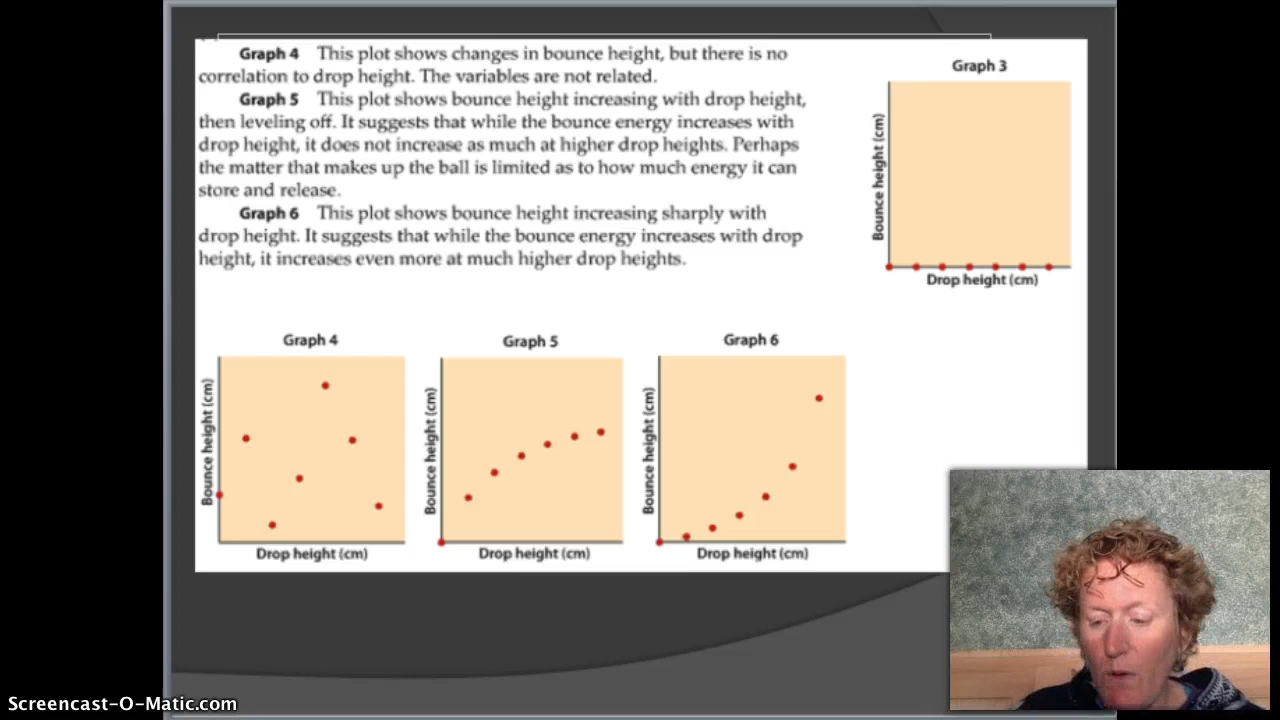 Graph 4 This plot shows changes in bounce height, but there is no
correlation to drop height. The variables are not related.
Graph 5 This plot shows bounce height increasing with drop height,
then leveling off. It suggests that while the bounce energy increases with
drop height, it does not increase as much at higher drop heights. Perhaps
the matter that makes up the ball is limited as to how much energy it can
store and release.
Graph 6 This plot shows bounce height increasing sharply with
drop height. It suggests that while the bounce energy increases with drop
height, it increases even more at much higher drop heights.
Graph 3
Bounce height (cm)
Drop height (cm)
Graph 4
Bounce height (cm)
Drop height (cm)
Graph 5
Bounce height (cm)
Drop height (cm)
Graph 6
Bounce height (cm)
Drop height (cm)
Screencast-O-Matic.com